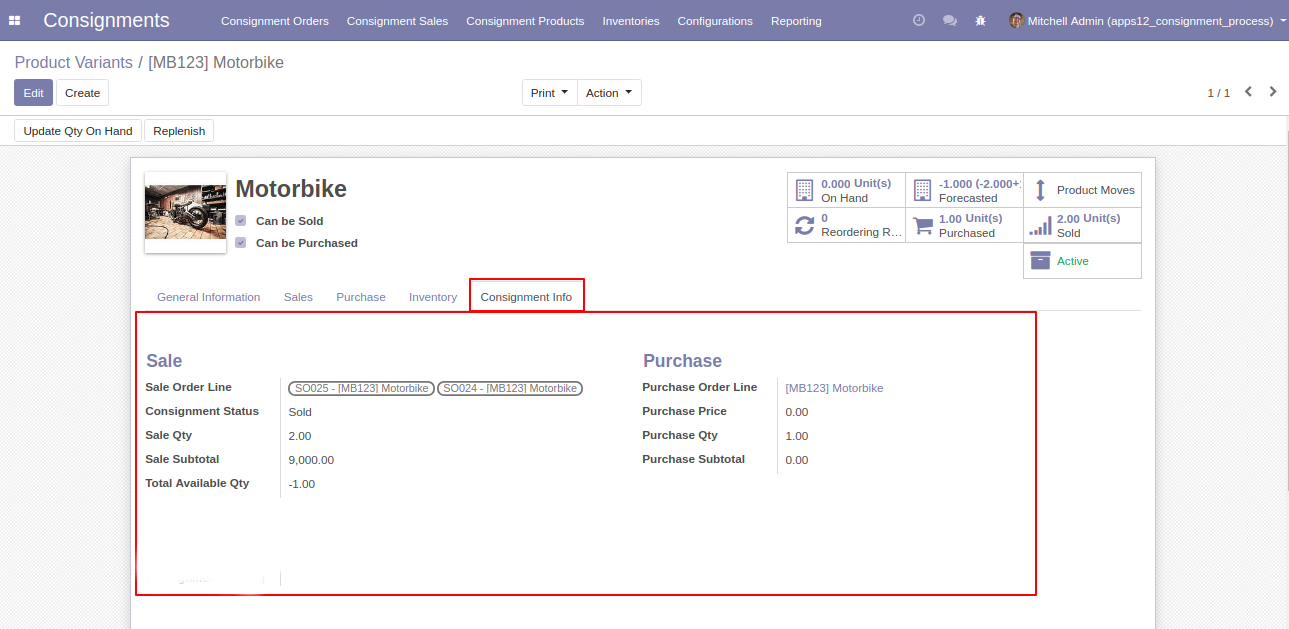 Consignments Consignment Orders Consignment Sales Consignment Products Inventories Configurations Reporting Mitchell Admin (apps12_consignment_process)
Product Variants / [MB123] Motorbike
Edit Create Print Action 1 / 1
Update Qty On Hand Replenish
Motorbike
Can be Sold
Can be Purchased
0.000 Unit(s)
On Hand
-1.000 (-2.000+
Forecasted
Product Moves
0
Reordering R...
1.00 Unit(s)
Purchased
2.00 Unit(s)
Sold
Active
General Information Sales Purchase Inventory Consignment Info
Sale
Sale Order Line SO025 - [MB123] Motorbike SO024 - [MB123] Motorbike
Consignment Status Sold
Sale Qty 2.00
Sale Subtotal 9,000.00
Total Available Qty -1.00
Purchase
Purchase Order Line [MB123] Motorbike
Purchase Price 0.00
Purchase Qty 1.00
Purchase Subtotal 0.00